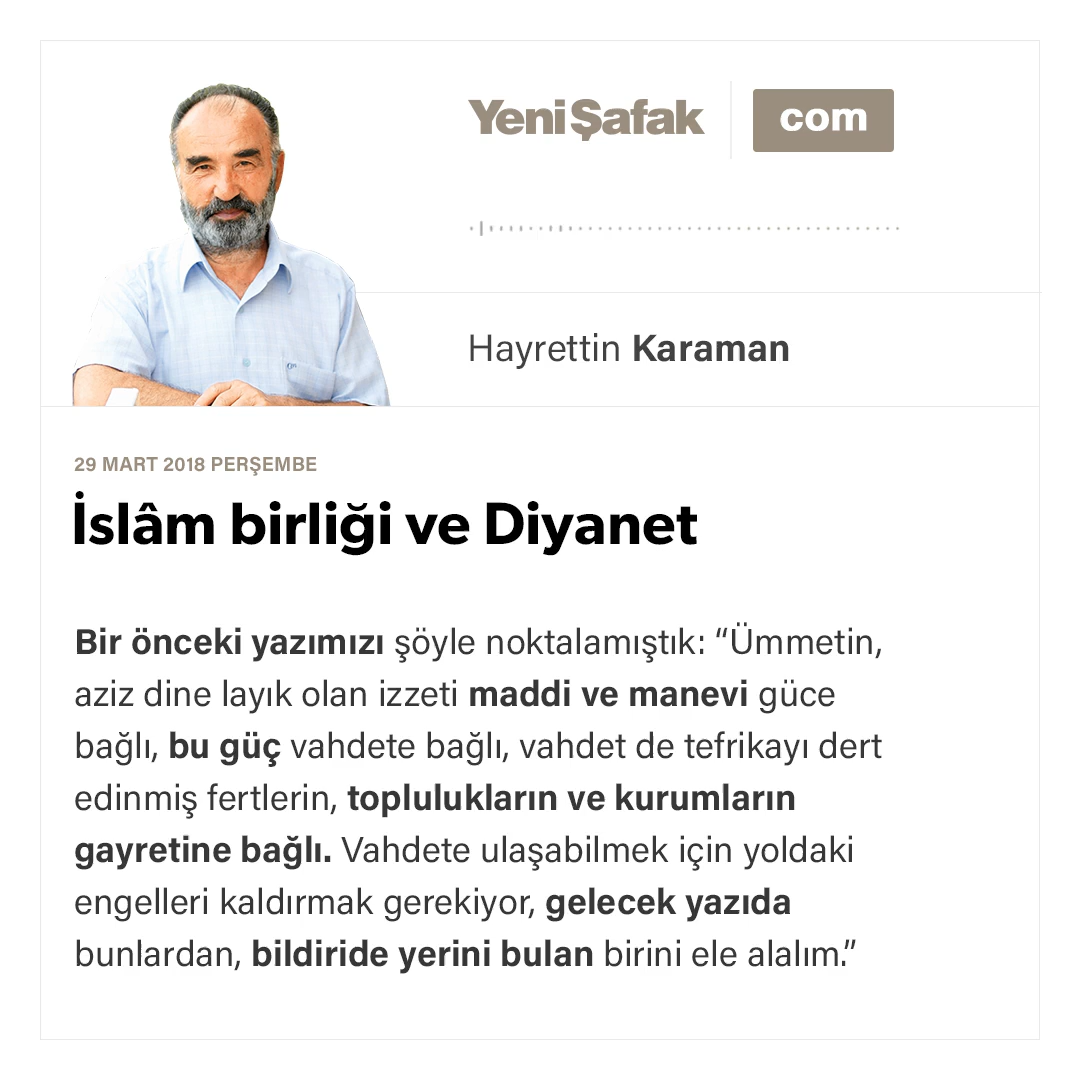 YeniŞafak com
Hayrettin Karaman
29 MART 2018 PERŞEMBE
İslâm birliği ve Diyanet
Bir önceki yazımızı şöyle noktalamıştık: “Ümmetin,
aziz dine layık olan izzeti maddi ve manevi güce
bağlı, bu güç vahdete bağlı, vahdet de tefrikayı dert
edinmiş fertlerin, toplulukların ve kurumların
gayretine bağlı. Vahdete ulaşabilmek için yoldaki
engelleri kaldırmak gerekiyor, gelecek yazıda
bunlardan, bildiride yerini bulan birini ele alalım.”